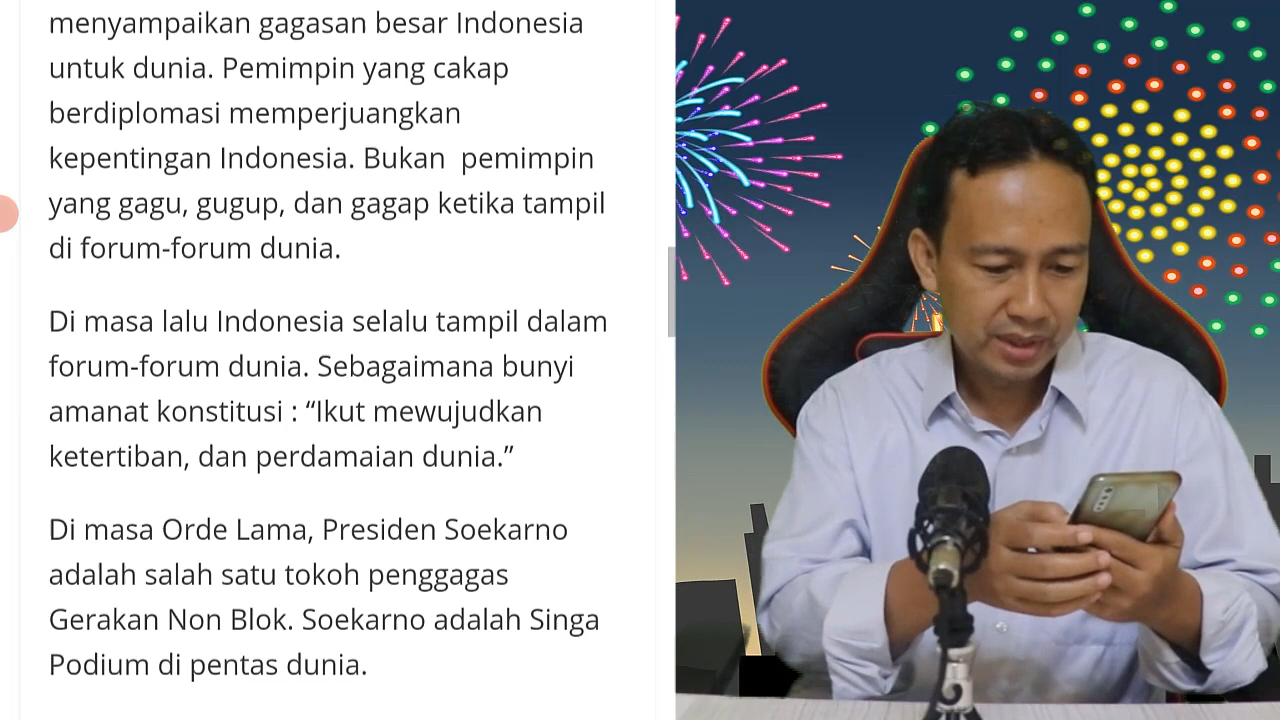 menyampaikan gagasan besar Indonesia
untuk dunia. Pemimpin yang cakap
berdiplomasi memperjuangkan
kepentingan Indonesia. Bukan  pemimpin
yang gagu, gugup, dan gagap ketika tampil
di forum-forum dunia.
Di masa lalu Indonesia selalu tampil dalam
forum-forum dunia. Sebagaimana bunyi
amanat konstitusi : “Ikut mewujudkan
ketertiban, dan perdamaian dunia.”
Di masa Orde Lama, Presiden Soekarno
adalah salah satu tokoh penggagas
Gerakan Non Blok. Soekarno adalah Singa
Podium di pentas dunia.